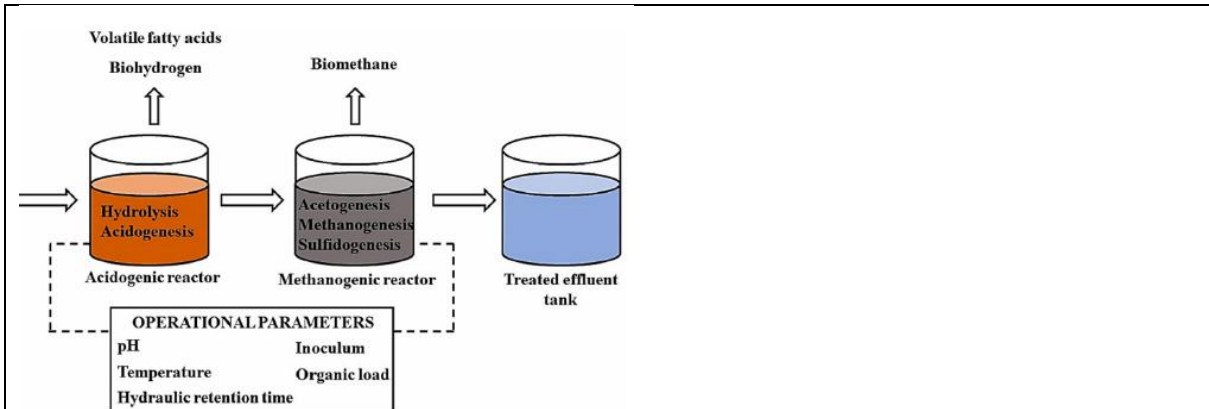 Volatile fatty acids
Biohydrogen
Biomethane
Hydrolysis
Acidogenesis
Acetogenesis
Methanogenesis
Sulfidogenesis
Acidogenic reactor
Methanogenic reactor
Treated effluent
tank
OPERATIONAL PARAMETERS
pH
Inoculum
Temperature
Organic load
Hydraulic retention time